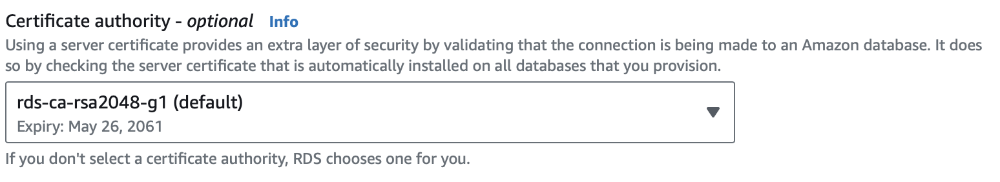 Certificate authority - optional Info
Using a server certificate provides an extra layer of security by validating that the connection is being made to an Amazon database. It does
so by checking the server certificate that is automatically installed on all databases that you provision.
rds-ca-rsa2048-g1 (default)
Expiry: May 26, 2061
If you don't select a certificate authority, RDS chooses one for you.